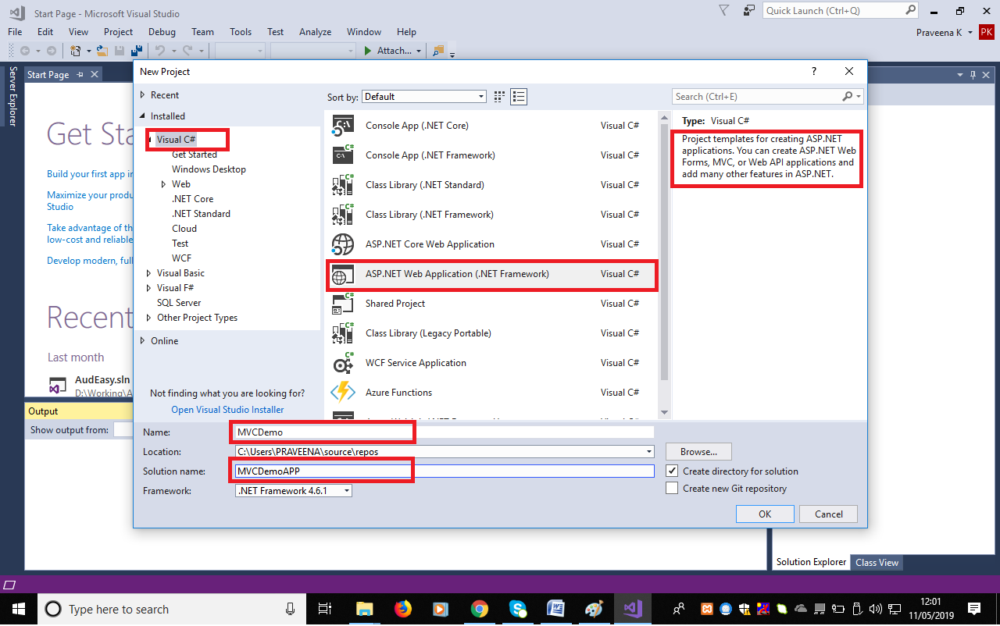 Start Page - Microsoft Visual Studio
Quick Launch (Ctrl+Q)
File Edit View Project Debug Team Tools Test Analyze Window Help
Praveena K
PK
Attach...
Server Explorer
Start Page
Get Sta
Build your first app in
Maximize your produ
Studio
Take advantage of th
low-cost and reliable
Develop modern, full
Recent
Last month
AudEasy.sln
D:\Working\A
Output
Show output from:
New Project
?
Recent
Installed
Visual C#
Get Started
Windows Desktop
Web
.NET Core
.NET Standard
Cloud
Test
WCF
Visual Basic
Visual F#
SQL Server
Other Project Types
Online
Not finding what you are looking for?
Open Visual Studio Installer
Sort by: Default
Search (Ctrl+E)
Console App (.NET Core) Visual C#
Console App (.NET Framework) Visual C#
Class Library (.NET Standard) Visual C#
Class Library (.NET Framework) Visual C#
ASP.NET Core Web Application Visual C#
ASP.NET Web Application (.NET Framework) Visual C#
Shared Project Visual C#
Class Library (Legacy Portable) Visual C#
WCF Service Application Visual C#
Azure Functions Visual C#
Type: Visual C#
Project templates for creating ASP.NET
applications. You can create ASP.NET Web
Forms, MVC, or Web API applications and
add many other features in ASP.NET.
Name: MVCDemo
Location: C:\Users\PRAVEENA\source\repos
Browse...
Solution name: MVCDemoAPP
Create directory for solution
Framework: .NET Framework 4.6.1
Create new Git repository
OK
Cancel
Solution Explorer
Class View
Type here to search
12:01
11/05/2019